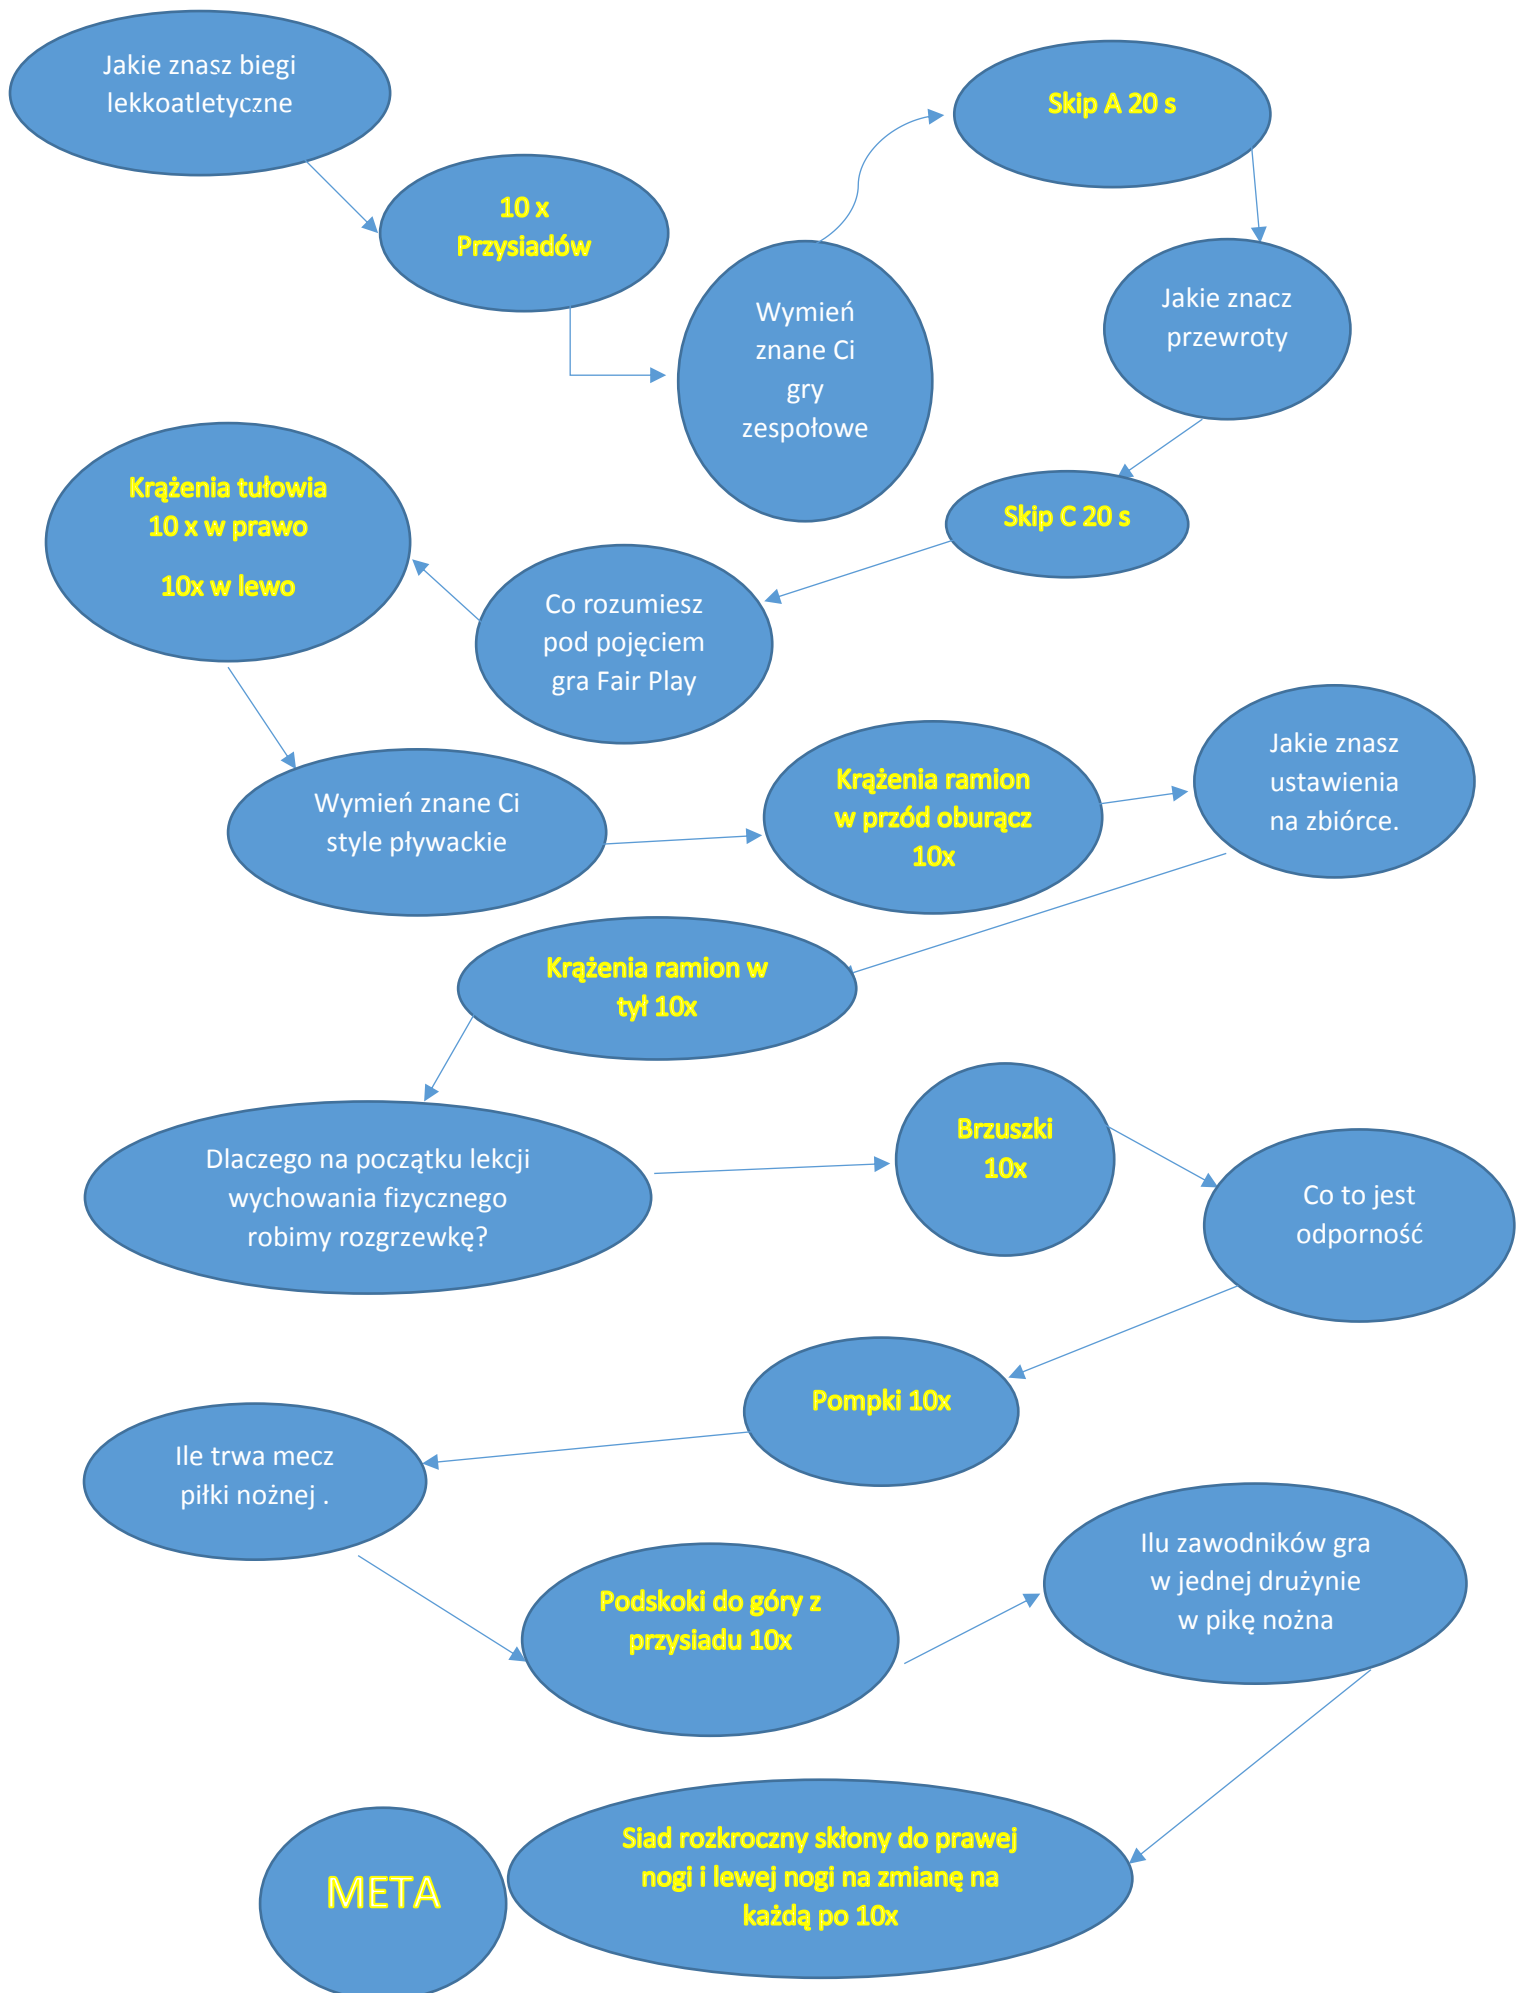 Jakie znasz biegi
lekkoatletyczne
10 x
Przysiadów
Wymień
znane Ci
gry
zespołowe
Skip A 20 s
Jakie znacz
przewroty
Skip C 20 s
Co rozumiesz
pod pojęciem
gra Fair Play
Krążenia tułowia
10 x w prawo
10x w lewo
Wymień znane Ci
style pływackie
Krążenia ramion
w przód oburącz
10x
Jakie znasz
ustawienia
na zbiórce.
Krążenia ramion w
tył 10x
Dlaczego na początku lekcji
wychowania fizycznego
robimy rozgrzewkę?
Brzuszki
10x
Co to jest
odporność
Pompki 10x
Ile trwa mecz
piłki nożnej .
Podskoki do góry z
przysiadu 10x
Ilu zawodników gra
w jednej drużynie
w pikę nożna
Siad rozkroczny skłony do prawej
nogi i lewej nogi na zmianę na
każdą po 10x
META